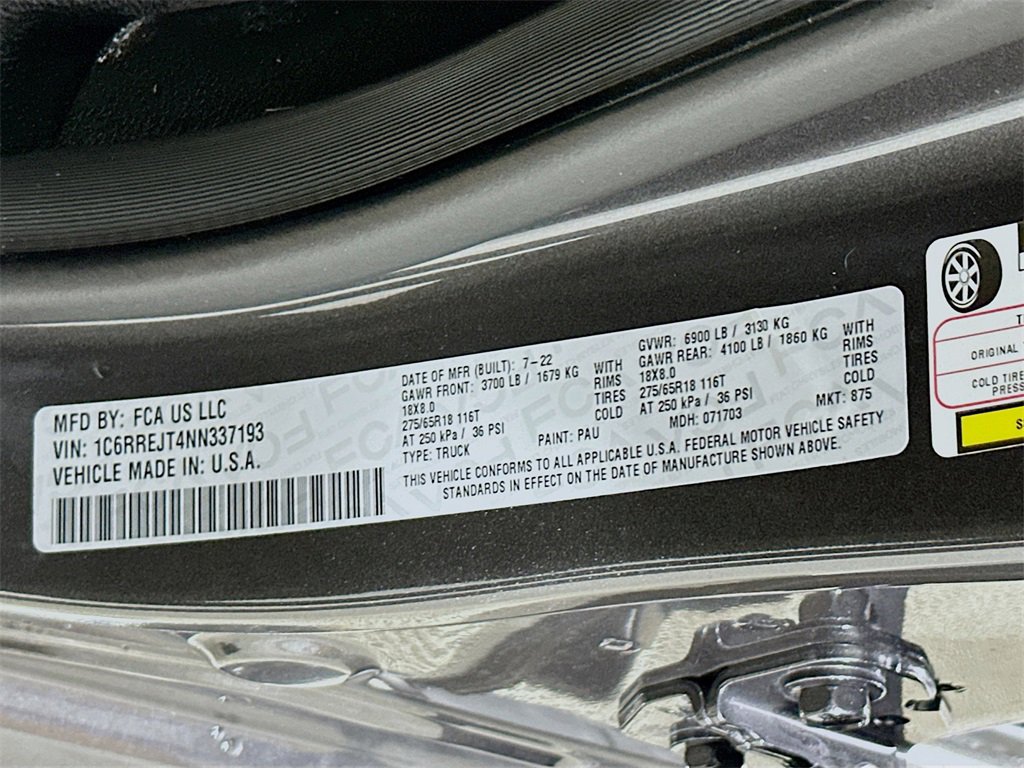 MFD BY: FCA US LLC
VIN: 1C6RREJT4NN337193
VEHICLE MADE IN: U.S.A.
DATE OF MFR (BUILT): 7-22
GAWR FRONT: 3700 LB / 1679 KG WITH
18X8.0 RIMS
275/65R18 116T TIRES
AT 250 kPa / 36 PSI COLD
TYPE: TRUCK PAINT: PAU
GVWR: 6900 LB / 3130 KG
GAWR REAR: 4100 LB / 1860 KG WITH
18X8.0 RIMS
275/65R18 116T TIRES
AT 250 kPa / 36 PSI COLD
MDH: 071703 MKT: 875
THIS VEHICLE CONFORMS TO ALL APPLICABLE U.S.A. FEDERAL MOTOR VEHICLE SAFETY
STANDARDS IN EFFECT ON THE DATE OF MANUFACTURE SHOWN ABOVE.
ORIGINAL
COLD TIRE
PRESS